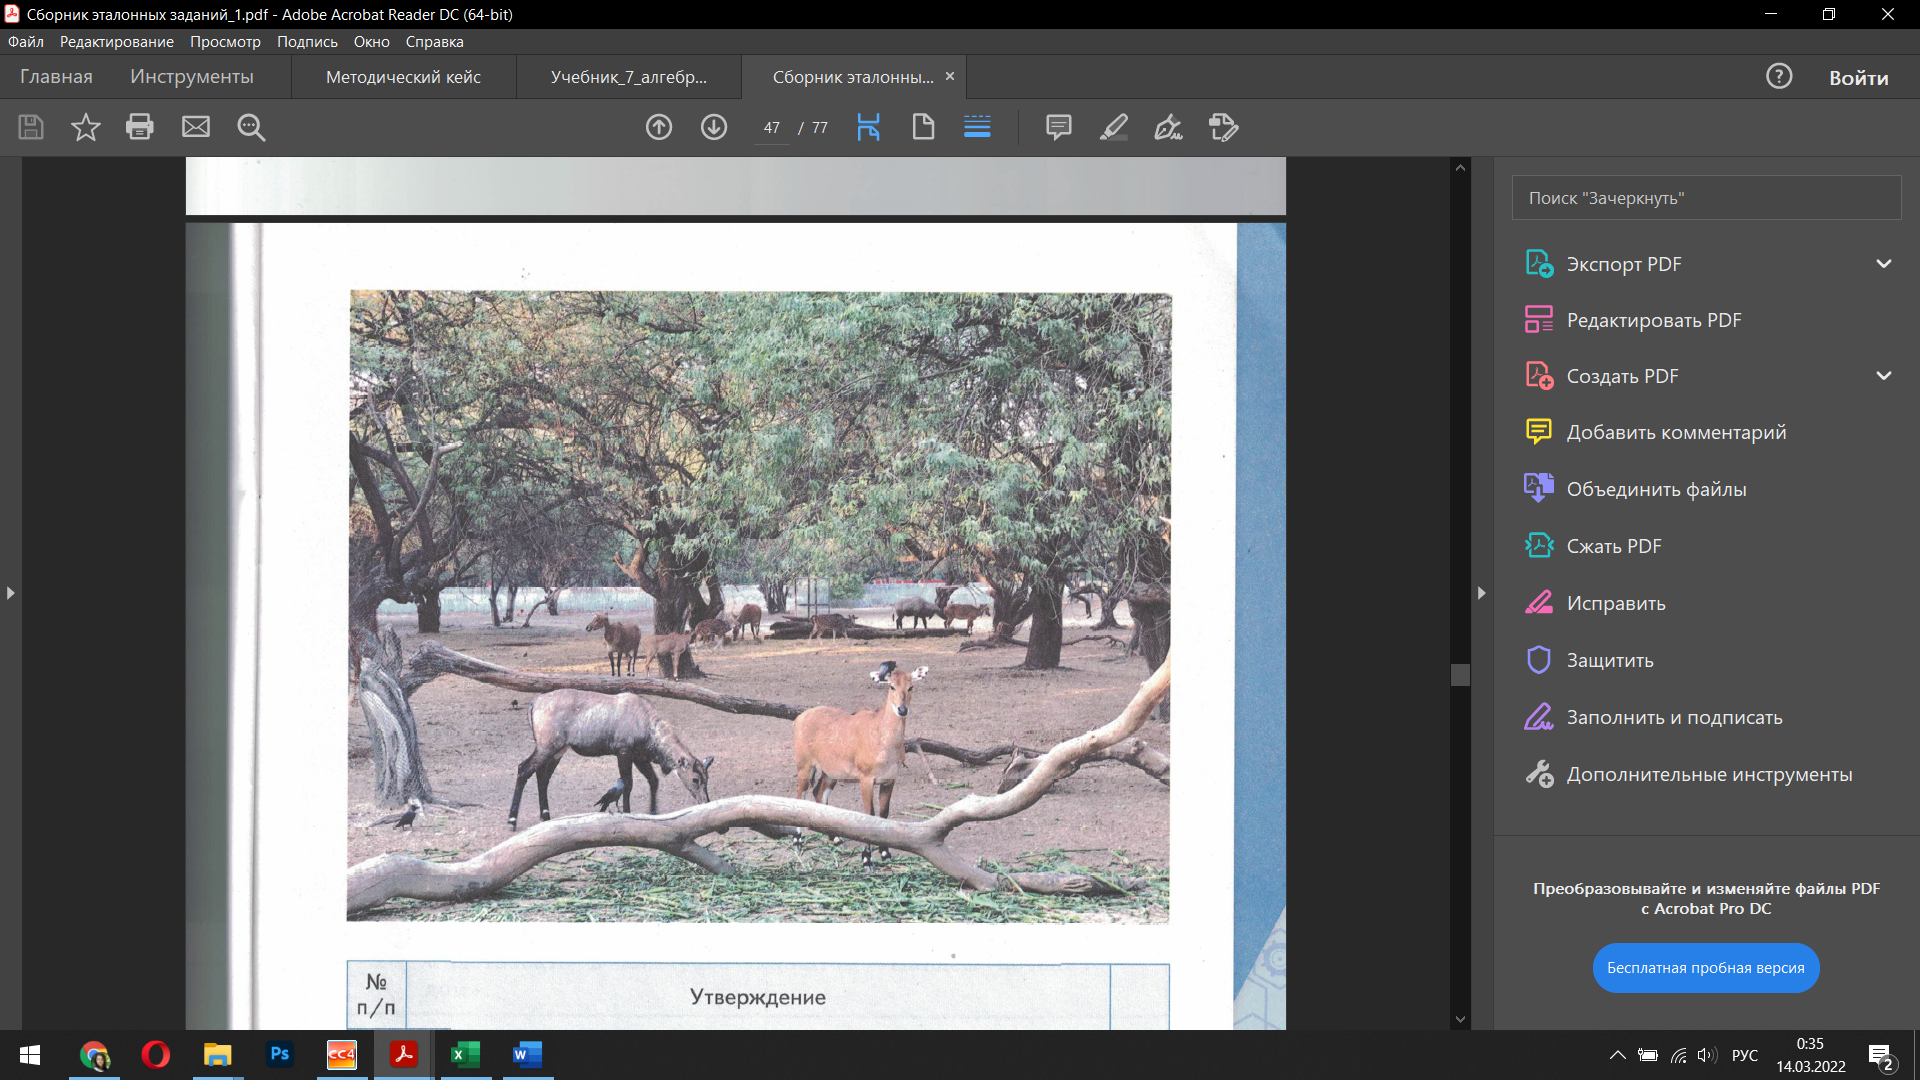 Сборник эталонных заданий_1.pdf - Adobe Acrobat Reader DC (64-bit)
Файл Редактирование Просмотр Подпись Окно Справка
Главная Инструменты Методический кейс Учебник_7_алгебр... Сборник эталонны... Войти
47 / 77
Поиск "Зачеркнуть"
Экспорт PDF
Редактировать PDF
Создать PDF
Добавить комментарий
Объединить файлы
Сжать PDF
Исправить
Защитить
Заполнить и подписать
Дополнительные инструменты
Преобразовывайте и изменяйте файлы PDF
с Acrobat Pro DC
Бесплатная пробная версия
№
п/п
Утверждение
Ps
CC4
РУС
0:35
14.03.2022
2